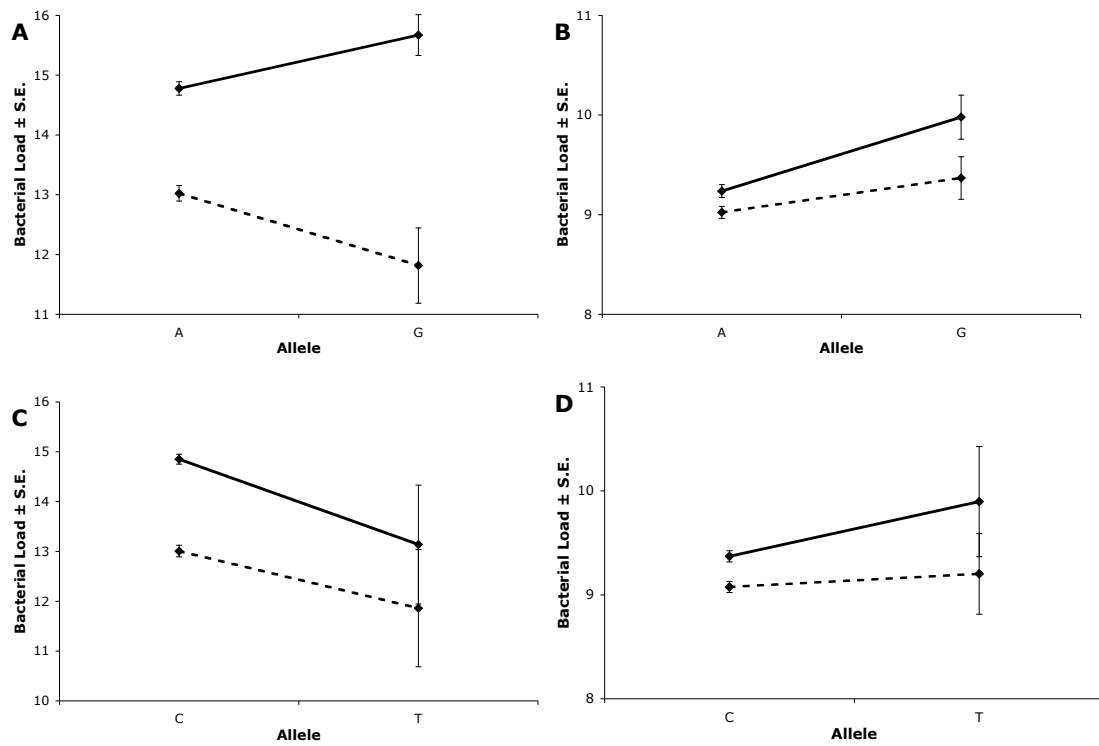 A
Bacterial Load ± S.E.
16
15
14
13
12
11
A
G
Allele
B
Bacterial Load ± S.E.
11
10
9
8
A
G
Allele
C
Bacterial Load ± S.E.
16
15
14
13
12
11
10
C
T
Allele
D
Bacterial Load ± S.E.
11
10
9
8
C
T
Allele